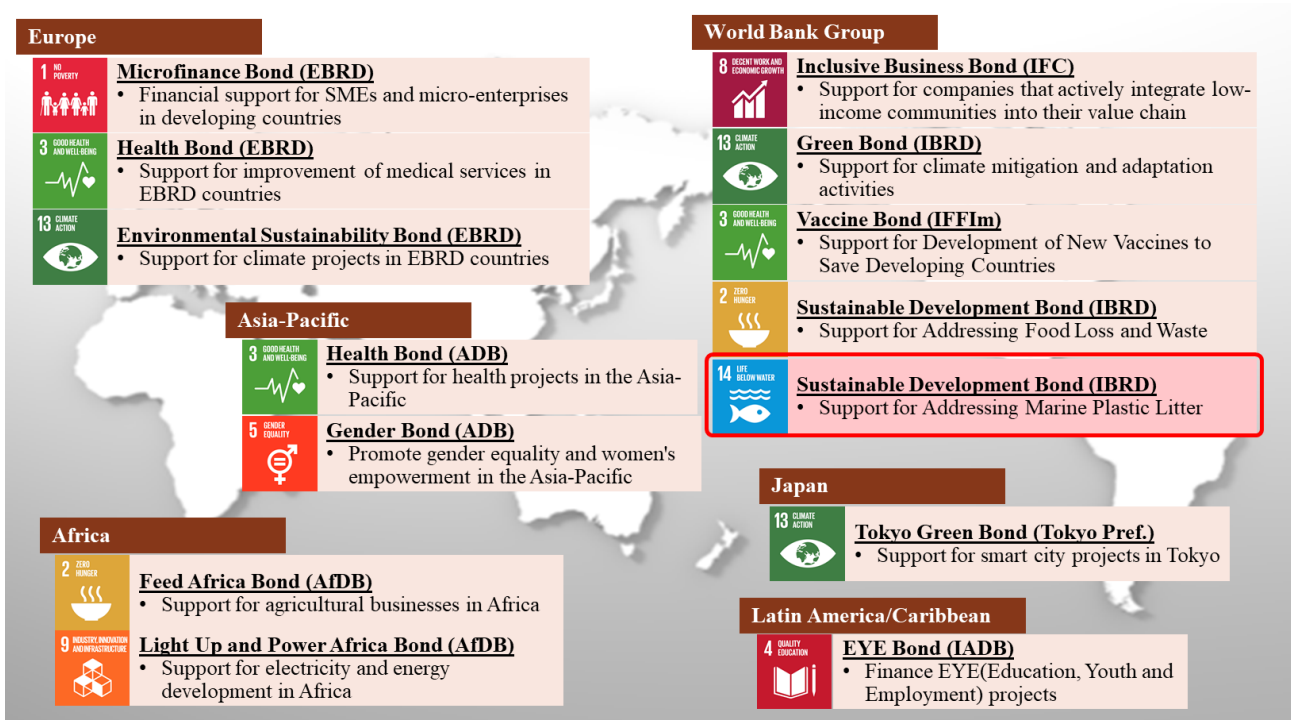 Europe
1 NO POVERTY
Microfinance Bond (EBRD)
• Financial support for SMEs and micro-enterprises
in developing countries
3 GOOD HEALTH
AND WELL-BEING
Health Bond (EBRD)
• Support for improvement of medical services in
EBRD countries
13 CLIMATE
ACTION
Environmental Sustainability Bond (EBRD)
• Support for climate projects in EBRD countries
Asia-Pacific
3 GOOD HEALTH
AND WELL-BEING
Health Bond (ADB)
• Support for health projects in the Asia-
Pacific
5 GENDER
EQUALITY
Gender Bond (ADB)
• Promote gender equality and women's
empowerment in the Asia-Pacific
Africa
2 ZERO
HUNGER
Feed Africa Bond (AfDB)
• Support for agricultural businesses in Africa
9 INDUSTRY, INNOVATION
AND INFRASTRUCTURE
Light Up and Power Africa Bond (AfDB)
• Support for electricity and energy
development in Africa
World Bank Group
8 DECENT WORK AND
ECONOMIC GROWTH
Inclusive Business Bond (IFC)
• Support for companies that actively integrate low-
income communities into their value chain
13 CLIMATE
ACTION
Green Bond (IBRD)
• Support for climate mitigation and adaptation
activities
3 GOOD HEALTH
AND WELL-BEING
Vaccine Bond (IFFIm)
• Support for Development of New Vaccines to
Save Developing Countries
2 ZERO
HUNGER
Sustainable Development Bond (IBRD)
• Support for Addressing Food Loss and Waste
14 LIFE
BELOW WATER
Sustainable Development Bond (IBRD)
• Support for Addressing Marine Plastic Litter
Japan
13 CLIMATE
ACTION
Tokyo Green Bond (Tokyo Pref.)
• Support for smart city projects in Tokyo
Latin America/Caribbean
4 QUALITY
EDUCATION
EYE Bond (IADB)
• Finance EYE(Education, Youth and
Employment) projects